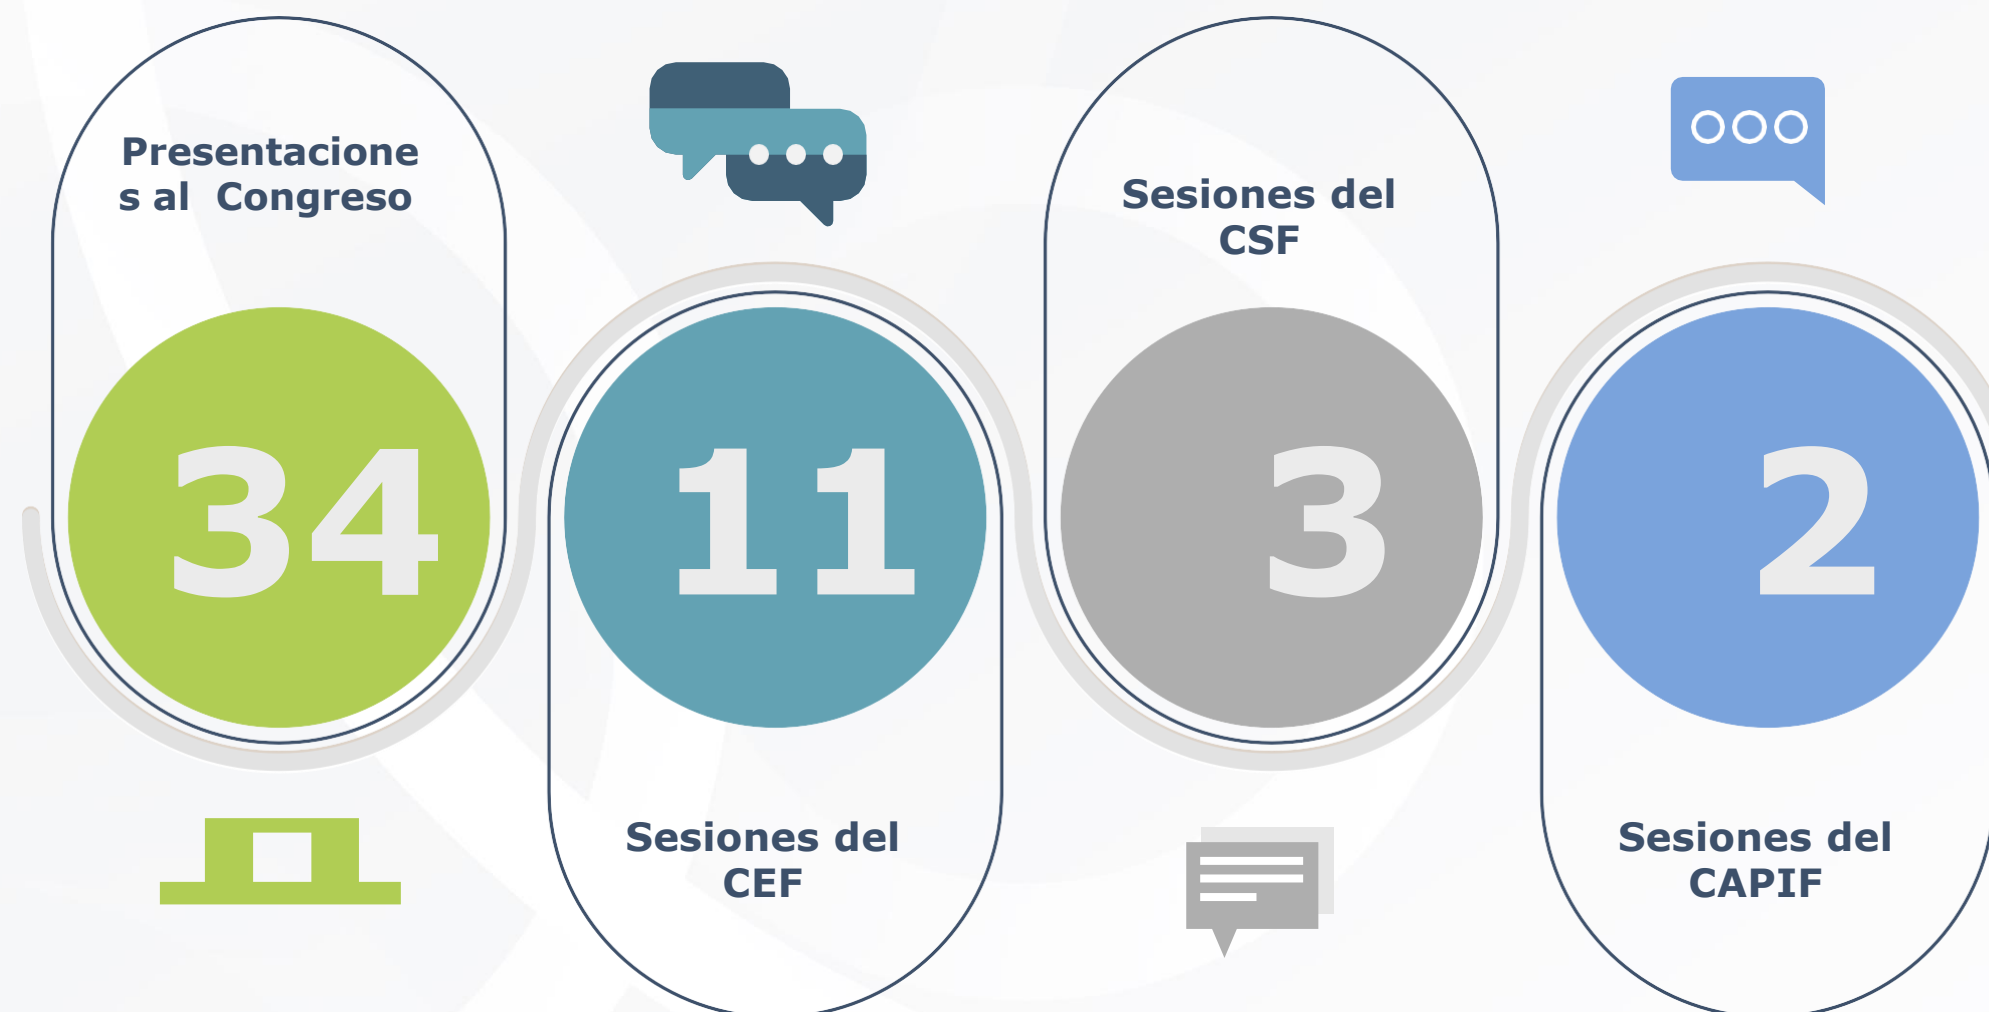 Presentacione
s al  Congreso
34
11
Sesiones del
CEF
Sesiones del
CSF
3
2
Sesiones del
CAPIF